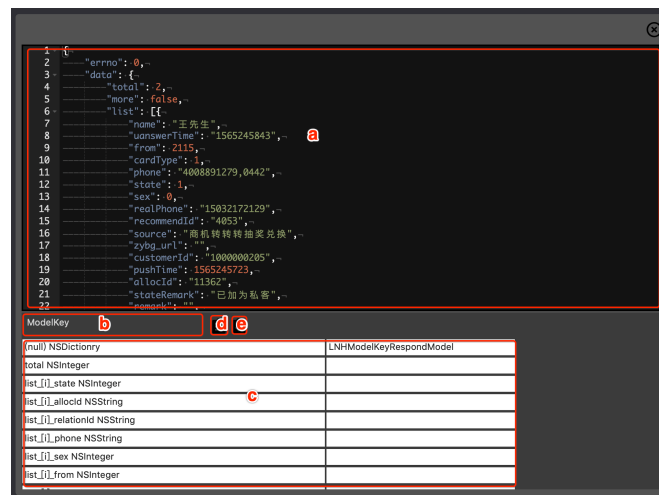 1 {
2 "errno": 0,
3 "data": {
4 "total": 2,
5 "more": false,
6 "list": [{
7 "name": "王先生",
8 "uanswerTime": "1565245843",
a
9 "from": 2115,
10 "cardType": 1,
11 "phone": "4008891279,0442",
12 "state": 1,
13 "sex": 0,
14 "realPhone": "15032172129",
15 "recommendId": "4053",
16 "source": "商机转转转抽奖兑换",
17 "zybg_url": "",
18 "customerId": "1000000205",
19 "pushTime": 1565245723,
20 "allocId": "11362",
21 "stateRemark": "已加为私客",
22 "remark": "",
ModelKey
b
d
e
(null) NSDictionry LNHModelKeyRespondModel
total NSInteger
list_[i]_state NSInteger
list_[i]_allocId NSString
c
list_[i]_relationId NSString
list_[i]_phone NSString
list_[i]_sex NSInteger
list_[i]_from NSInteger